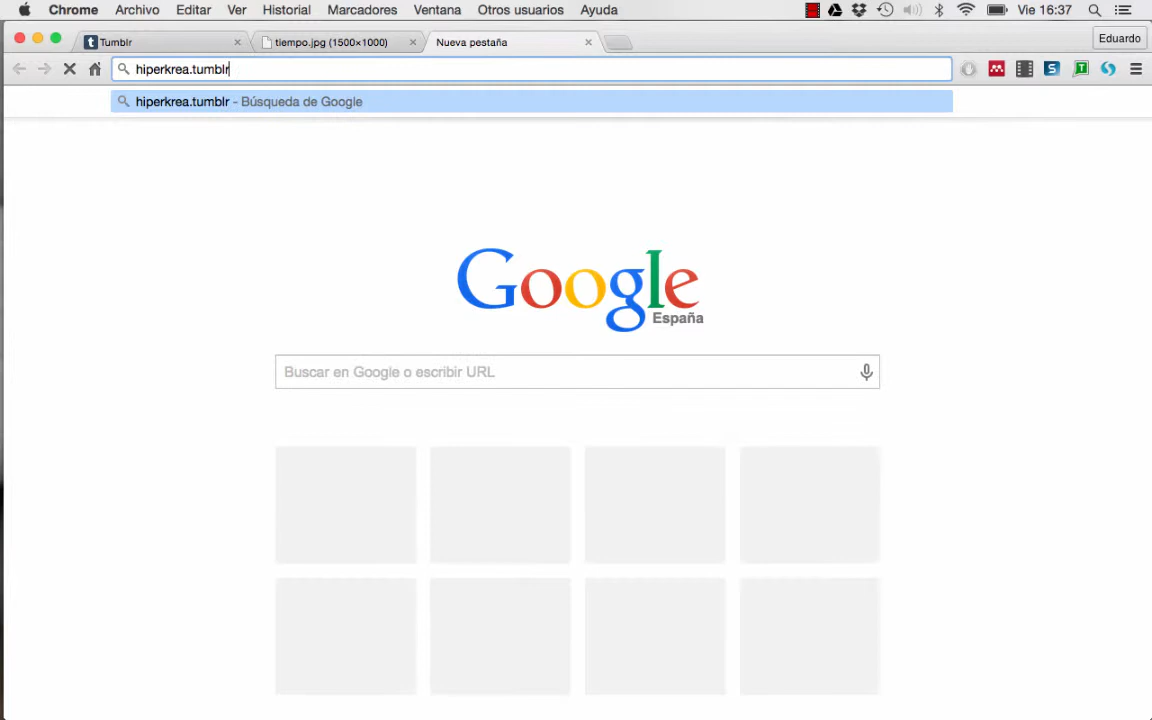 Chrome Archivo Editar Ver Historial Marcadores Ventana Otros usuarios Ayuda Vie 16:37
Tumblr tiempo.jpg (1500×1000) Nueva pestaña Eduardo
hiperkrea.tumblr
hiperkrea.tumblr - Búsqueda de Google
Google
España
Buscar en Google o escribir URL